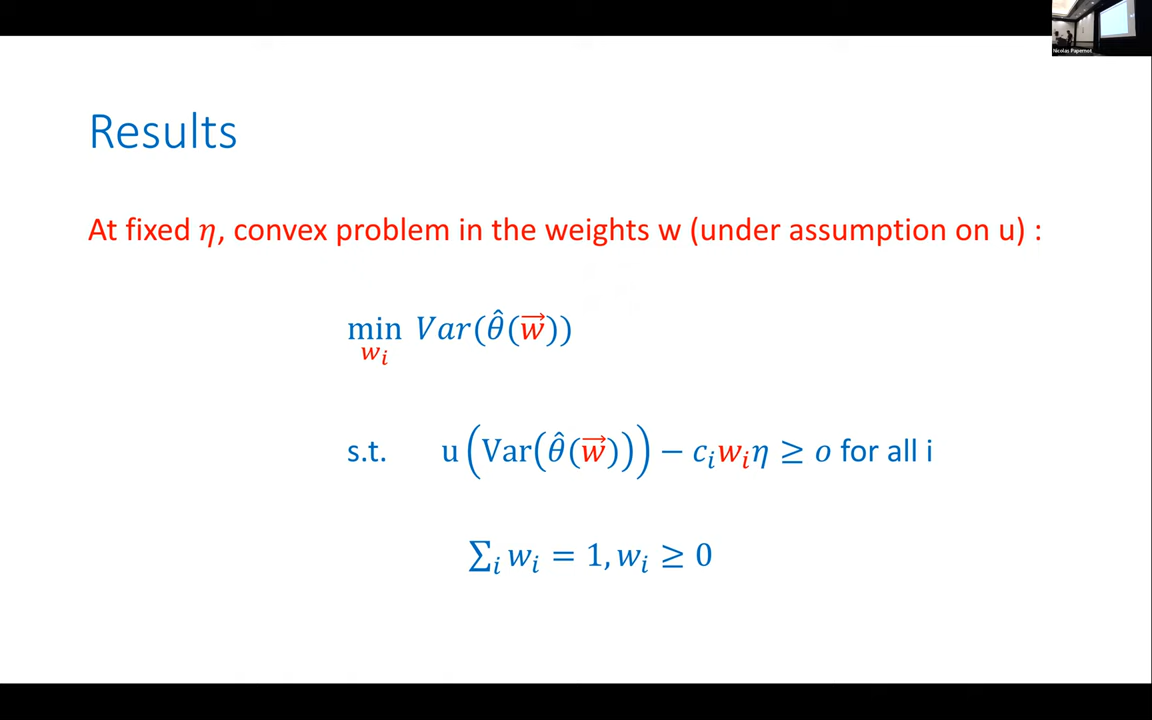 Nicolas Papernot
Results
At fixed η, convex problem in the weights w (under assumption on u) :
min Var(θ̂(w⃗))
wᵢ
s.t. u(Var(θ̂(w⃗))) − cᵢwᵢη ≥ o for all i
∑ᵢ wᵢ = 1, wᵢ ≥ 0